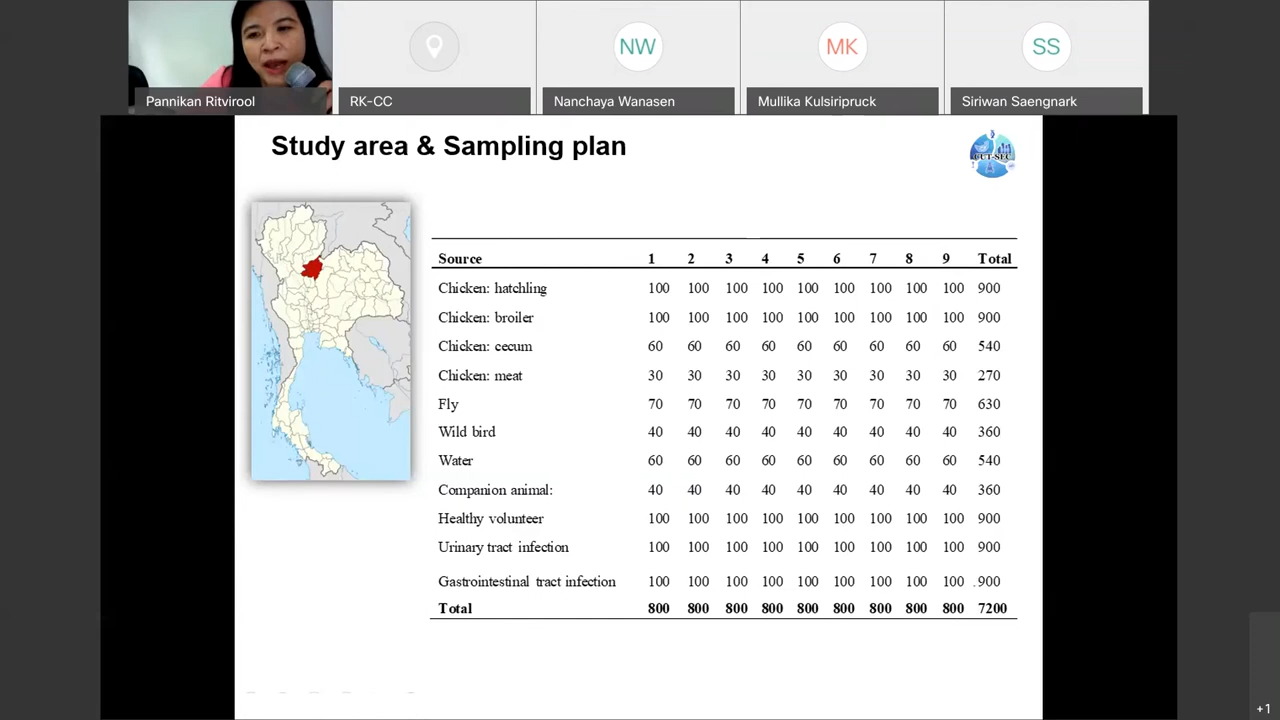 NW
MK
SS
Pannikan Ritvirool
RK-CC
Nanchaya Wanasen
Mullika Kulsiripruck
Siriwan Saengnark
Study area & Sampling plan
CUT-SEC
Source 1 2 3 4 5 6 7 8 9 Total
Chicken: hatchling 100 100 100 100 100 100 100 100 100 900
Chicken: broiler 100 100 100 100 100 100 100 100 100 900
Chicken: cecum 60 60 60 60 60 60 60 60 60 540
Chicken: meat 30 30 30 30 30 30 30 30 30 270
Fly 70 70 70 70 70 70 70 70 70 630
Wild bird 40 40 40 40 40 40 40 40 40 360
Water 60 60 60 60 60 60 60 60 60 540
Companion animal: 40 40 40 40 40 40 40 40 40 360
Healthy volunteer 100 100 100 100 100 100 100 100 100 900
Urinary tract infection 100 100 100 100 100 100 100 100 100 900
Gastrointestinal tract infection 100 100 100 100 100 100 100 100 100 .900
Total 800 800 800 800 800 800 800 800 800 7200
+1